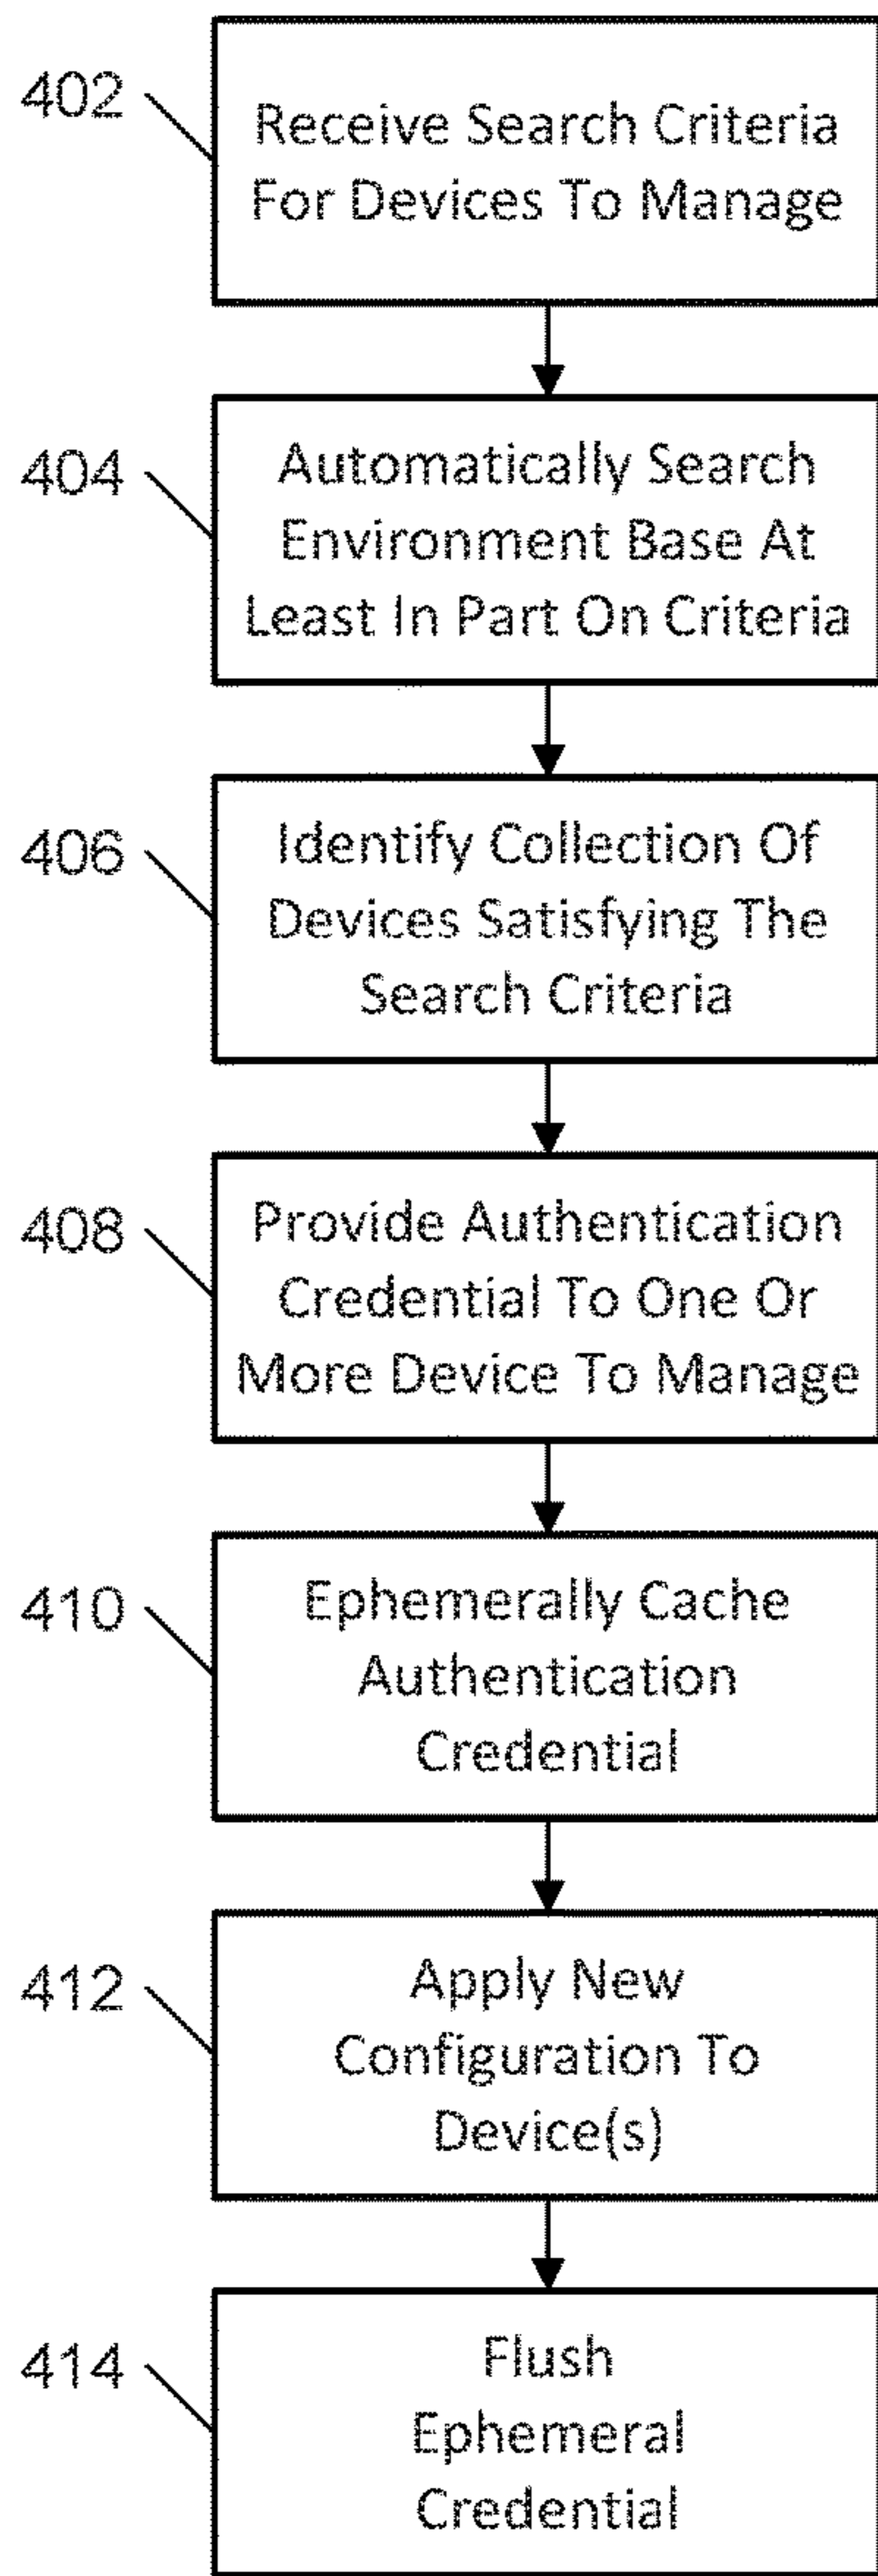 402
Receive Search Criteria
For Devices To Manage
404
Automatically Search
Environment Base At
Least In Part On Criteria
406
Identify Collection Of
Devices Satisfying The
Search Criteria
408
Provide Authentication
Credential To One Or
More Device To Manage
410
Ephemerally Cache
Authentication
Credential
412
Apply New
Configuration To
Device(s)
414
Flush
Ephemeral
Credential